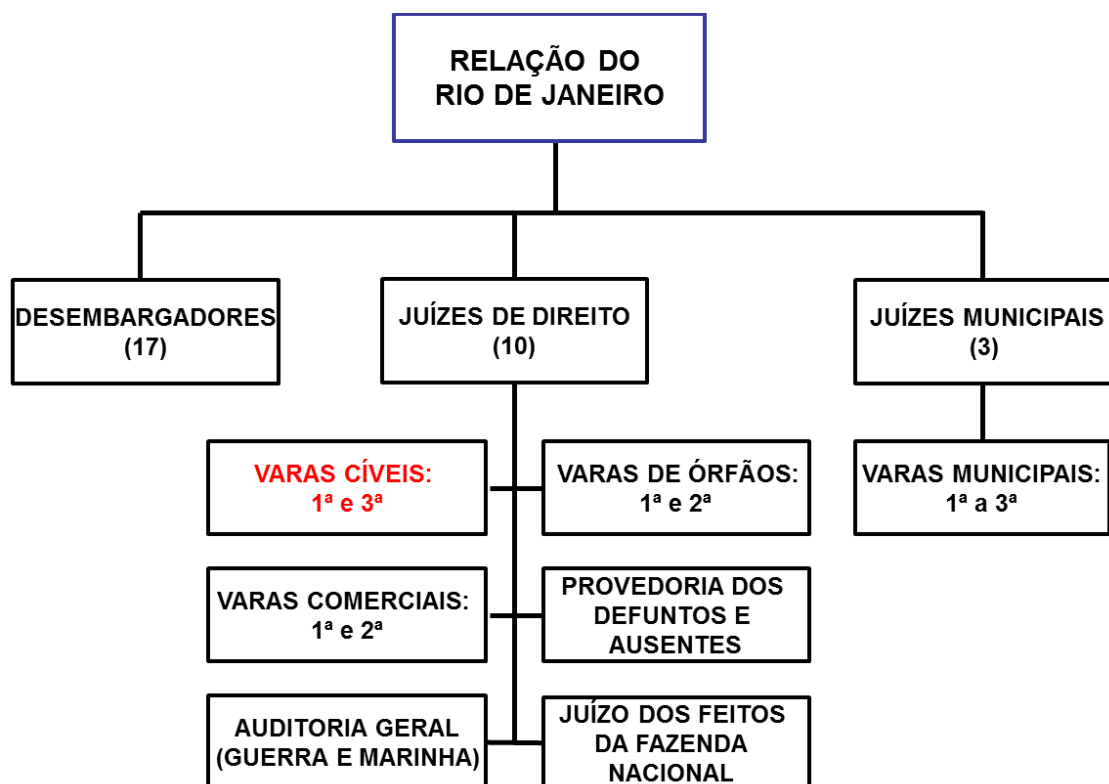 RELAÇÃO DO
RIO DE JANEIRO
DESEMBARGADORES
(17)
JUÍZES DE DIREITO
(10)
JUÍZES MUNICIPAIS
(3)
VARAS CÍVEIS:
1ª e 3ª
VARAS DE ÓRFÃOS:
1ª e 2ª
VARAS MUNICIPAIS:
1ª a 3ª
VARAS COMERCIAIS:
1ª e 2ª
PROVEDORIA DOS
DEFUNTOS E
AUSENTES
AUDITORIA GERAL
(GUERRA E MARINHA)
JUÍZO DOS FEITOS
DA FAZENDA
NACIONAL